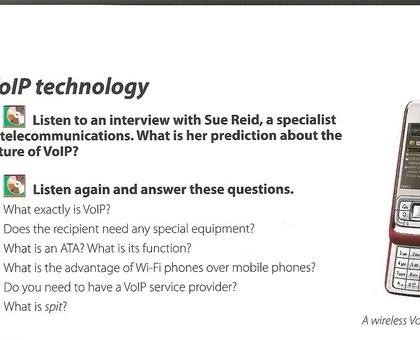 VoIP technology
Listen to an interview with Sue Reid, a specialist
telecommunications. What is her prediction about the
ture of VoIP?
Listen again and answer these questions.
What exactly is VoIP?
Does the recipient need any special equipment?
What is an ATA? What is its function?
What is the advantage of Wi-Fi phones over mobile phones?
Do you need to have a VoIP service provider?
What is spit?
A wireless Vo